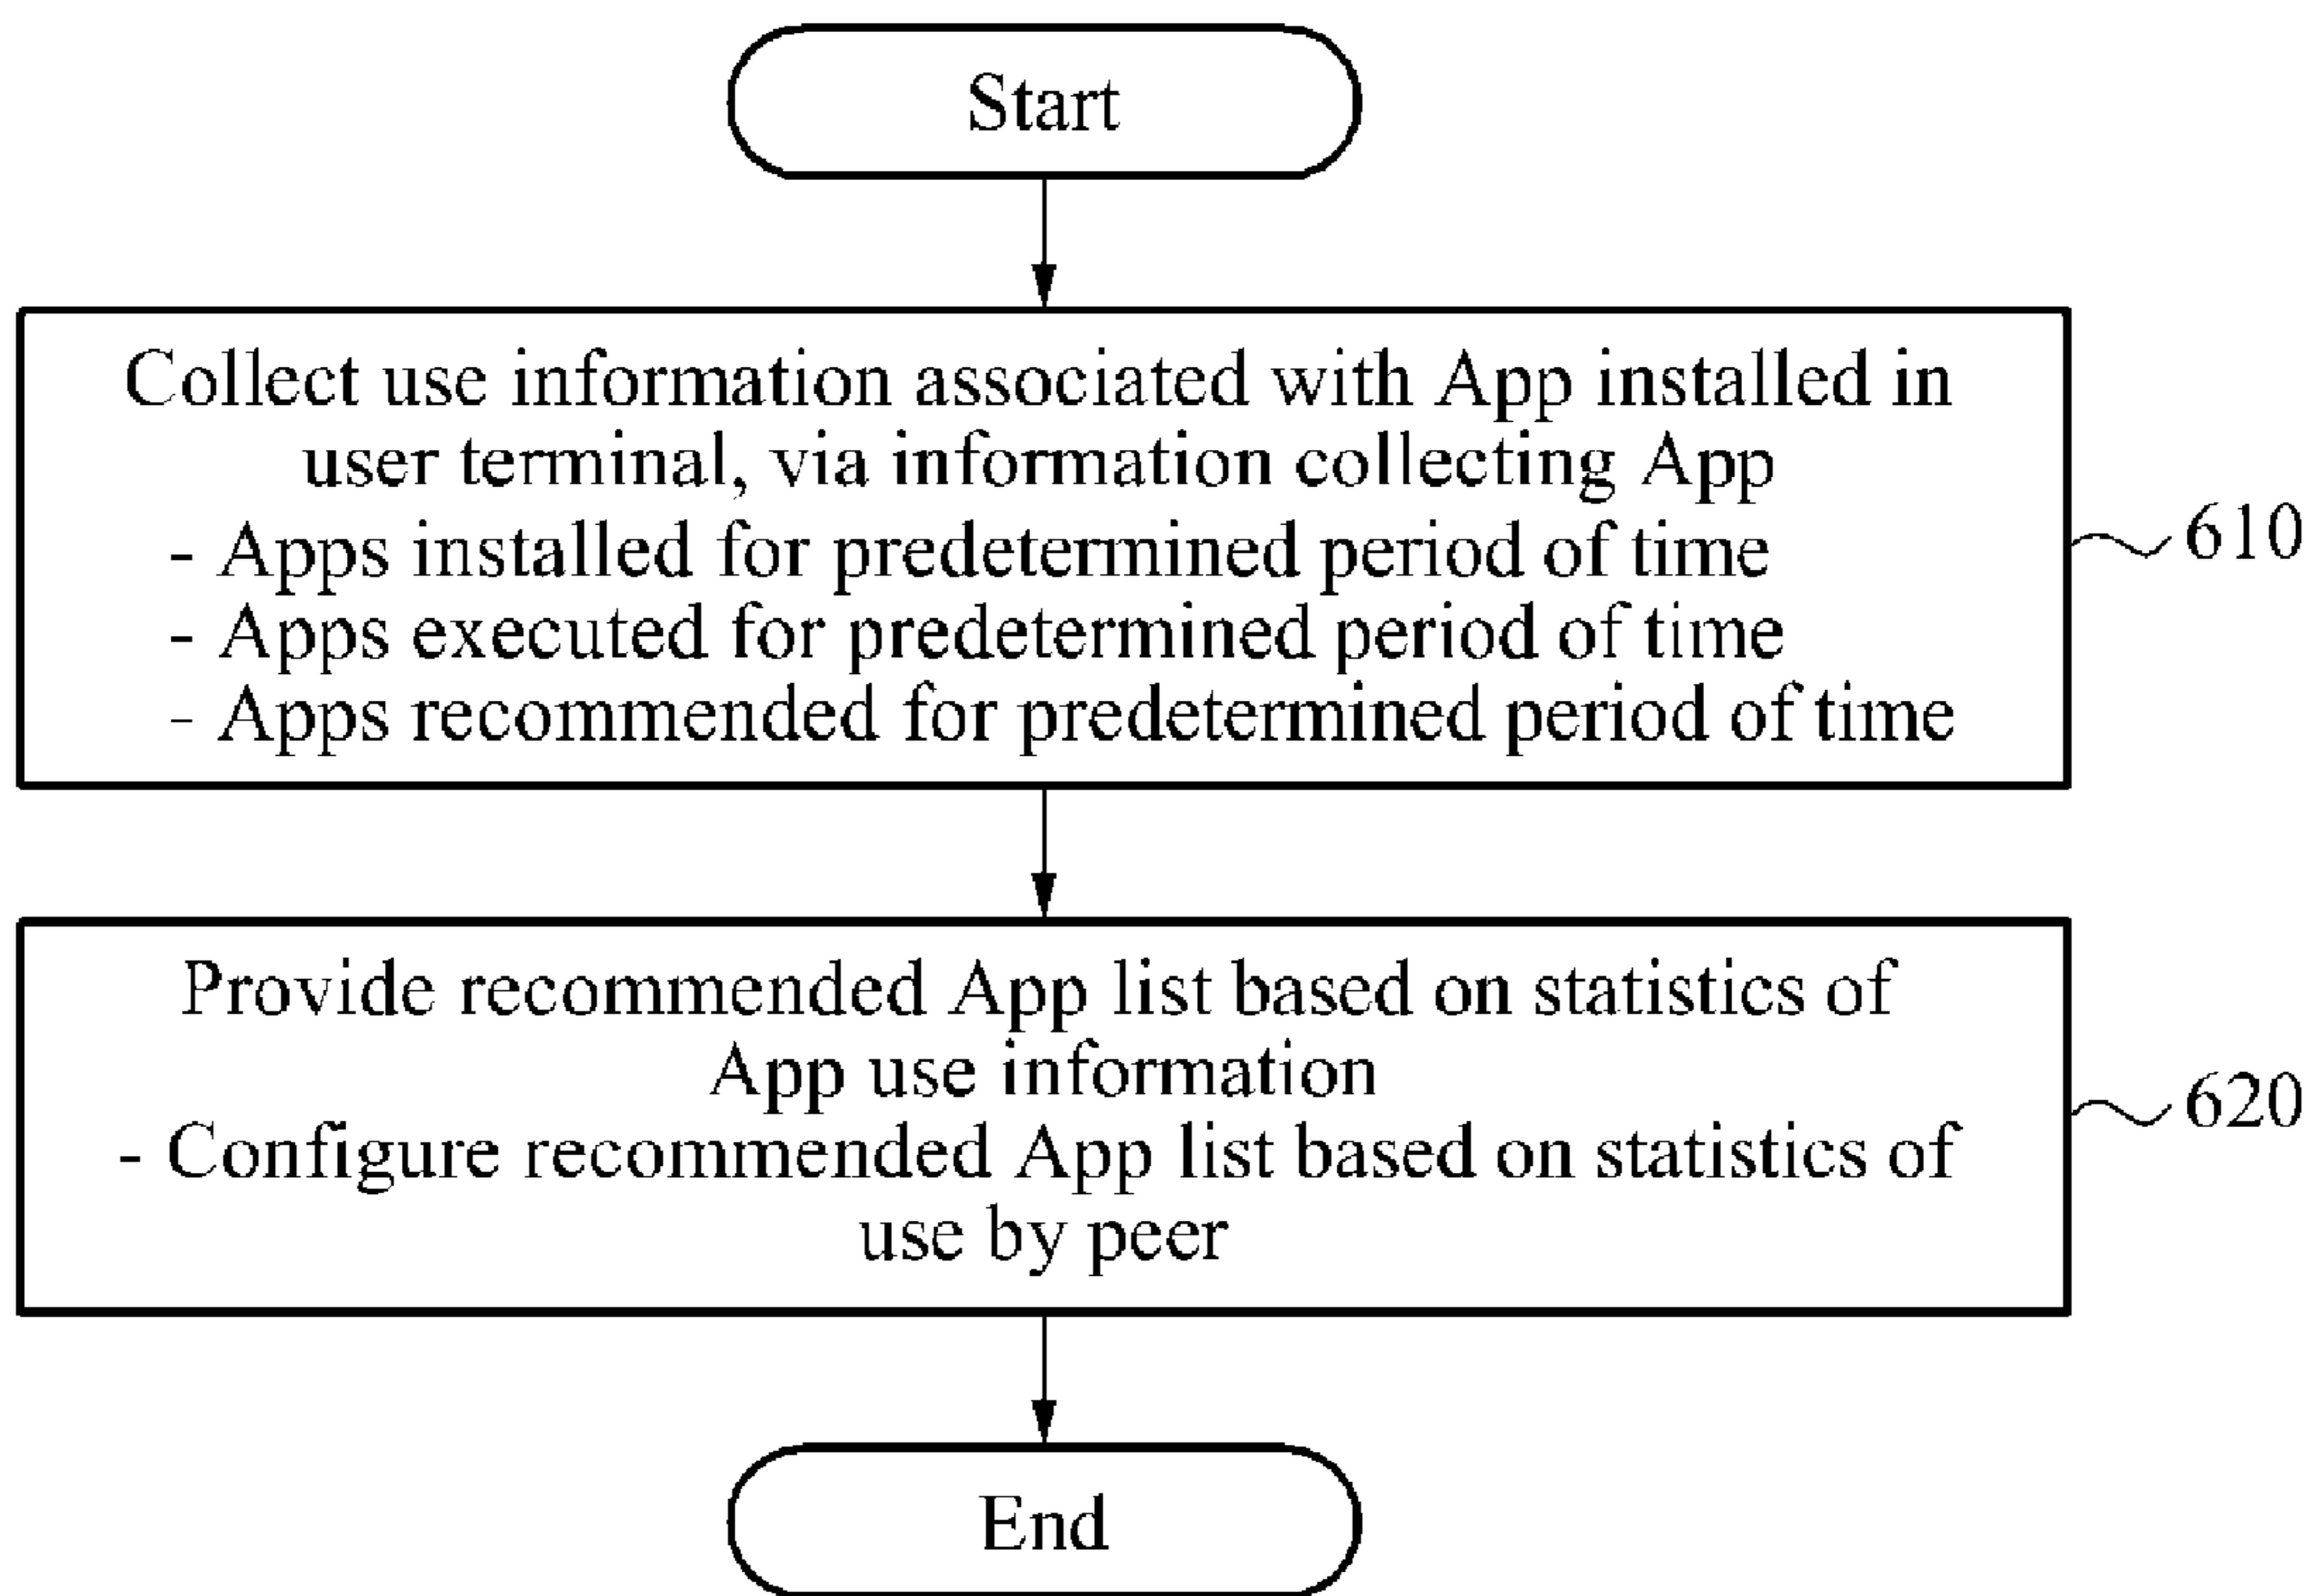 Start
Collect use information associated with App installed in
user terminal, via information collecting App
- Apps installed for predetermined period of time
- Apps executed for predetermined period of time
- Apps recommended for predetermined period of time
610
Provide recommended App list based on statistics of
App use information
- Configure recommended App list based on statistics of
use by peer
620
End